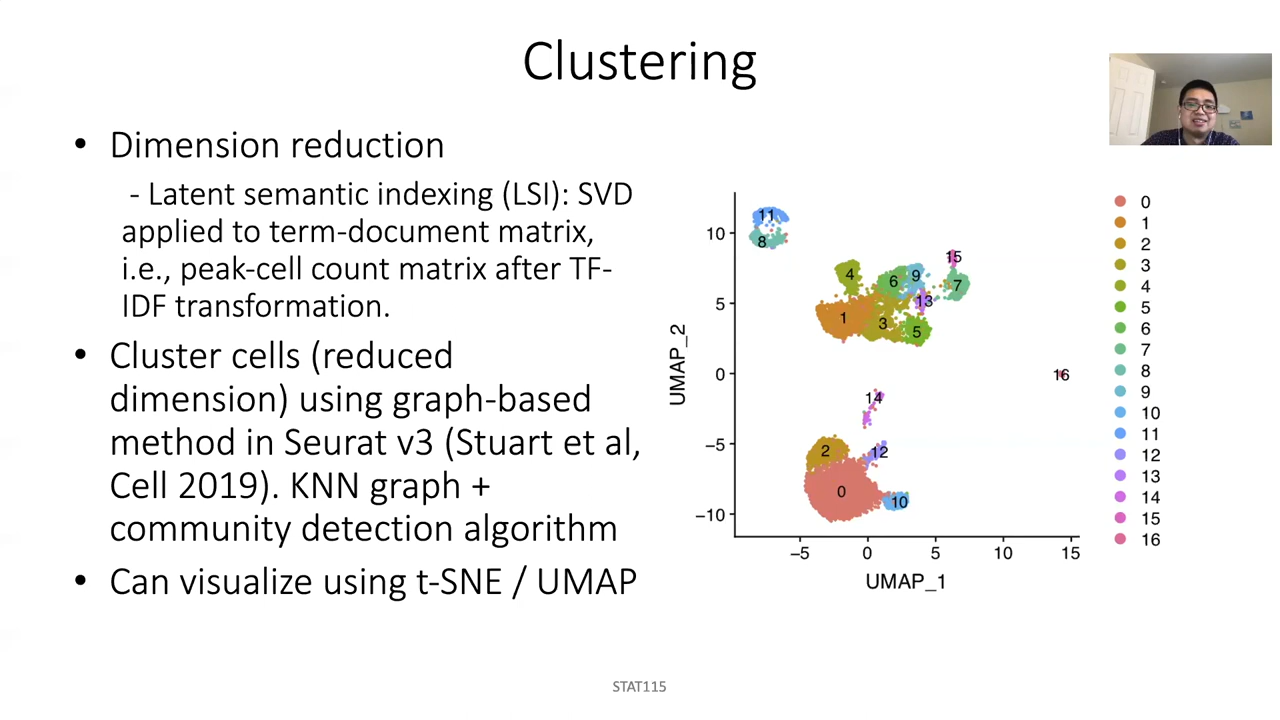 Clustering
• Dimension reduction
- Latent semantic indexing (LSI): SVD
applied to term-document matrix,
i.e., peak-cell count matrix after TF-
IDF transformation.
• Cluster cells (reduced
dimension) using graph-based
method in Seurat v3 (Stuart et al,
Cell 2019). KNN graph +
community detection algorithm
• Can visualize using t-SNE / UMAP
UMAP_2
10
5
0
−5
−10
−5
0
5
10
15
UMAP_1
11
8
4
6
9
15
7
13
1
3
5
16
14
2
12
0
10
0
1
2
3
4
5
6
7
8
9
10
11
12
13
14
15
16
STAT115